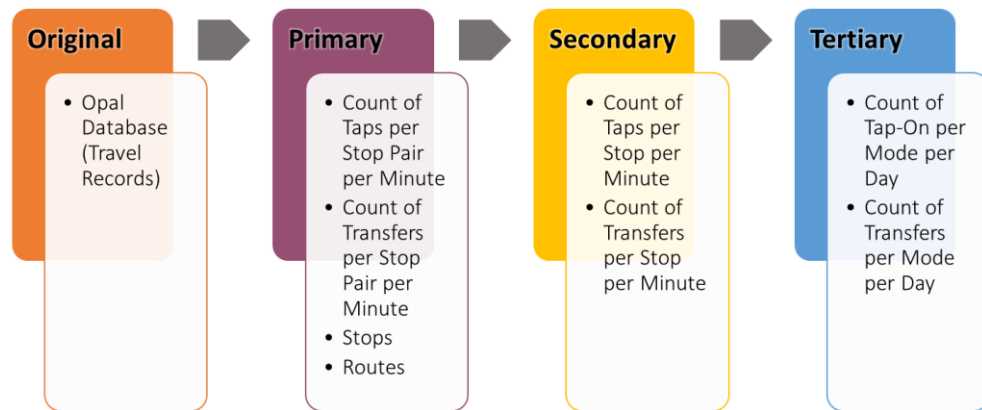 Original
• Opal
Database
(Travel
Records)
Primary
• Count of
Taps per
Stop Pair
per Minute
• Count of
Transfers
per Stop
Pair per
Minute
• Stops
• Routes
Secondary
• Count of
Taps per
Stop per
Minute
• Count of
Transfers
per Stop
per Minute
Tertiary
• Count of
Tap-On per
Mode per
Day
• Count of
Transfers
per Mode
per Day